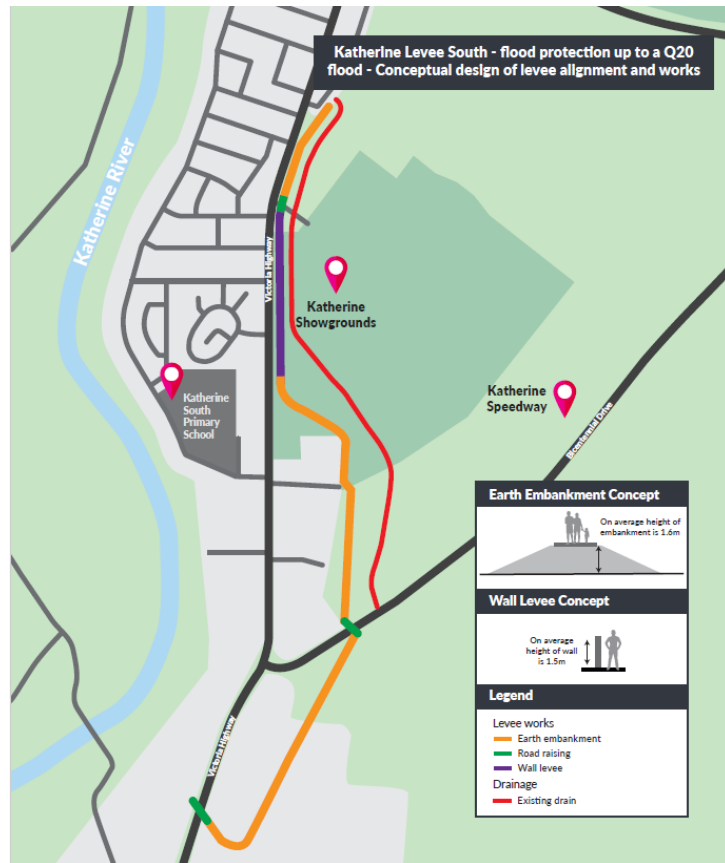 Katherine Levee South - flood protection up to a Q20
flood - Conceptual design of levee alignment and works
Katherine River
Victoria Highway
Katherine
Showgrounds
Katherine
South
Primary
School
Katherine
Speedway
Bicentennial Drive
Victoria Highway
Earth Embankment Concept
On average height of
embankment is 1.6m
Wall Levee Concept
On average
height of wall
is 1.5m
Legend
Levee works
Earth embankment
Road raising
Wall levee
Drainage
Existing drain